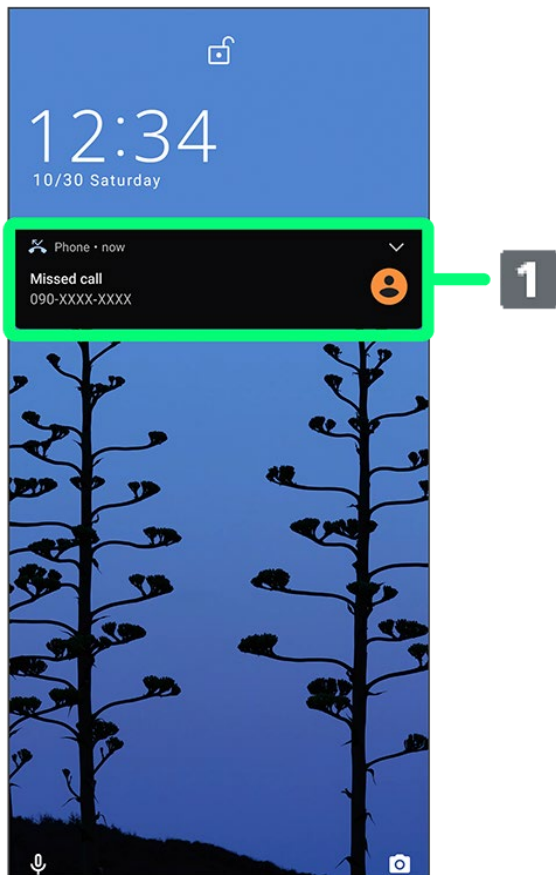 12:34
10/30 Saturday
Phone • now
Missed call
090-XXXX-XXXX
1